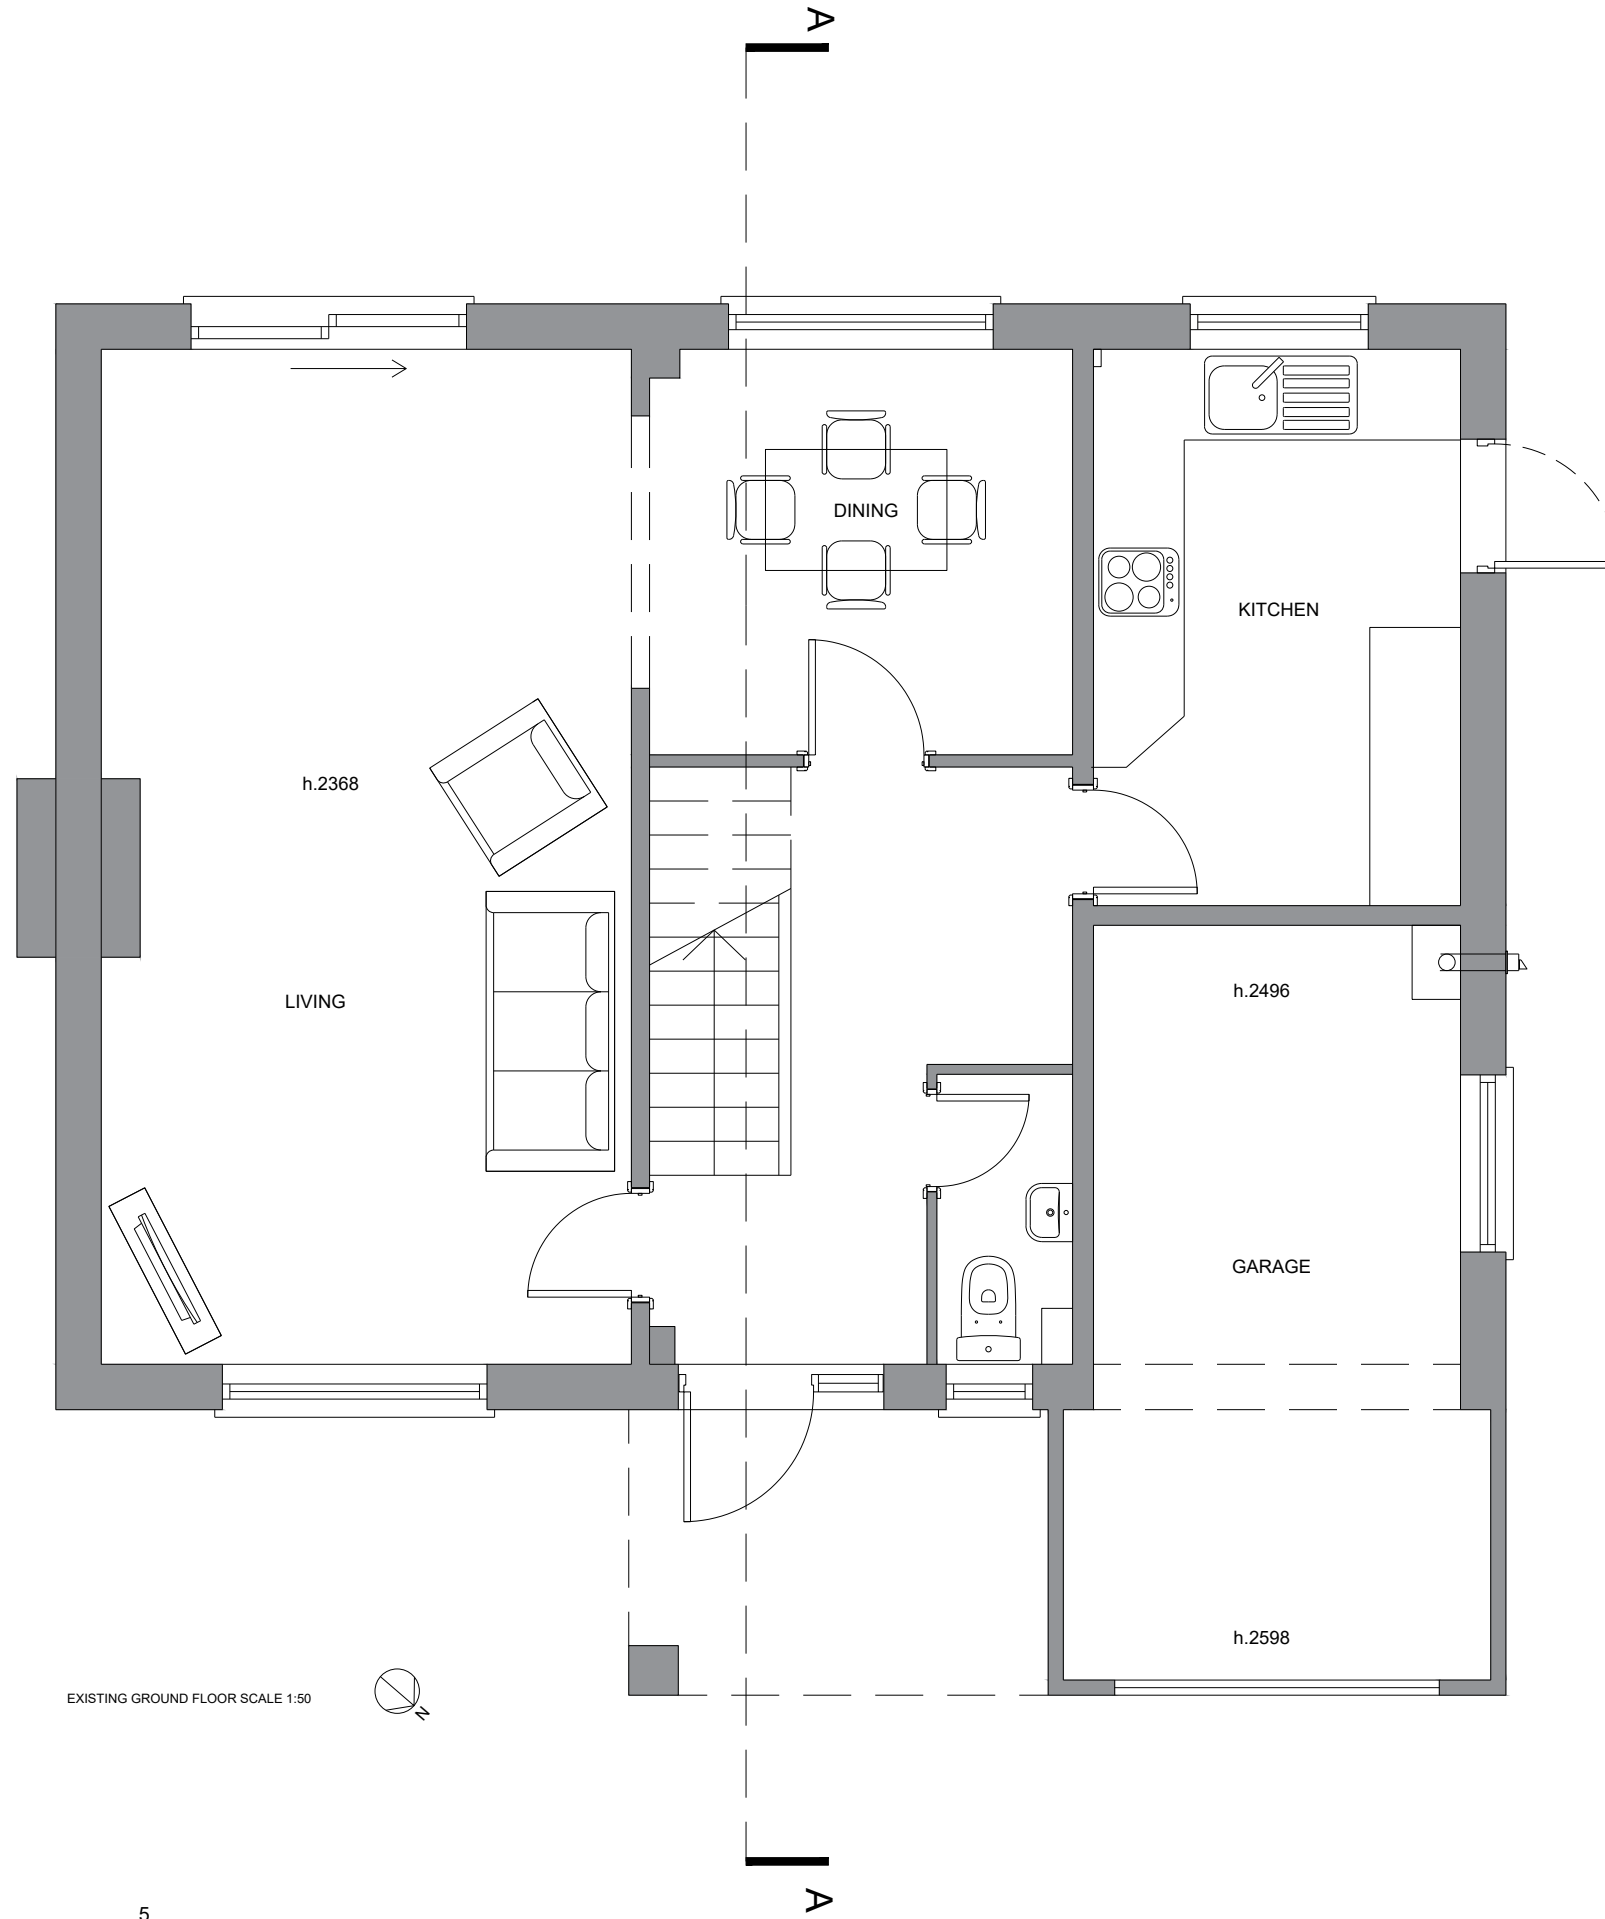 A
DINING
KITCHEN
h.2368
LIVING
h.2496
GARAGE
h.2598
EXISTING GROUND FLOOR SCALE 1:50
N
A
5